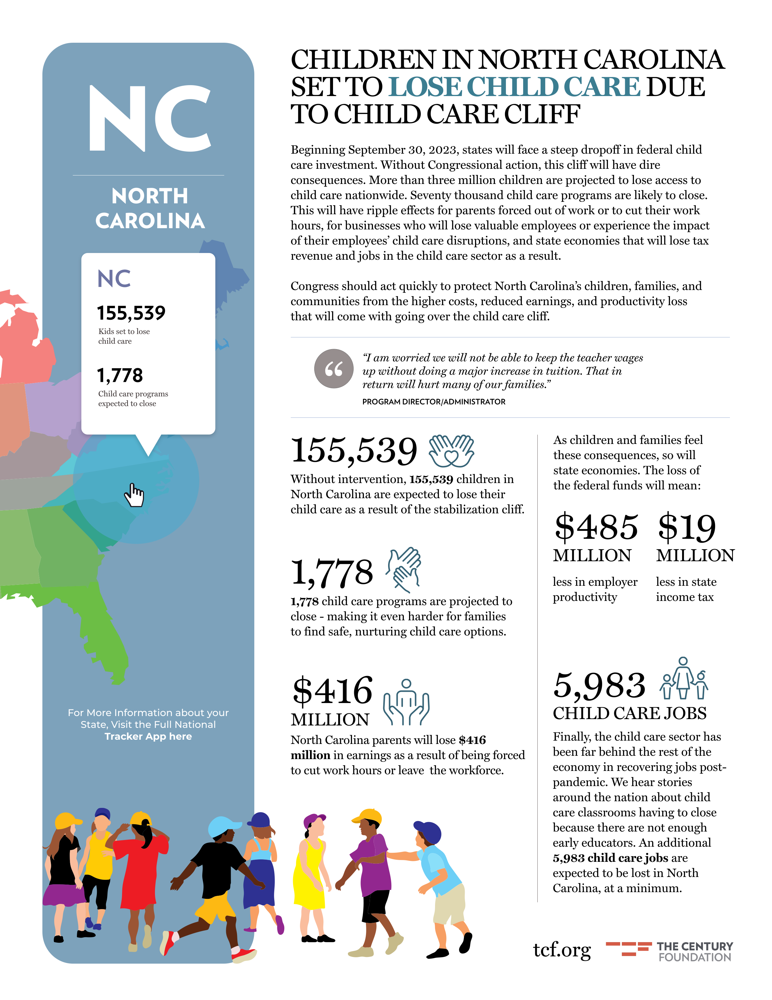 NC
NORTH
CAROLINA
NC
155,539
Kids set to lose
child care
1,778
Child care programs
expected to close
For More Information about your
State, Visit the Full National
Tracker App here
CHILDREN IN NORTH CAROLINA
SET TO LOSE CHILD CARE DUE
TO CHILD CARE CLIFF
Beginning September 30, 2023, states will face a steep dropoff in federal child
care investment. Without Congressional action, this cliff will have dire
consequences. More than three million children are projected to lose access to
child care nationwide. Seventy thousand child care programs are likely to close.
This will have ripple effects for parents forced out of work or to cut their work
hours, for businesses who will lose valuable employees or experience the impact
of their employees’ child care disruptions, and state economies that will lose tax
revenue and jobs in the child care sector as a result.
Congress should act quickly to protect North Carolina’s children, families, and
communities from the higher costs, reduced earnings, and productivity loss
that will come with going over the child care cliff.
“
“I am worried we will not be able to keep the teacher wages
up without doing a major increase in tuition. That in
return will hurt many of our families.”
PROGRAM DIRECTOR/ADMINISTRATOR
155,539
Without intervention, 155,539 children in
North Carolina are expected to lose their
child care as a result of the stabilization cliff.
1,778
1,778 child care programs are projected to
close - making it even harder for families
to find safe, nurturing child care options.
$416
MILLION
North Carolina parents will lose $416
million in earnings as a result of being forced
to cut work hours or leave  the workforce.
As children and families feel
these consequences, so will
state economies. The loss of
the federal funds will mean:
$485
MILLION
less in employer
productivity
$19
MILLION
less in state
income tax
5,983
CHILD CARE JOBS
Finally, the child care sector has
been far behind the rest of the
economy in recovering jobs post-
pandemic. We hear stories
around the nation about child
care classrooms having to close
because there are not enough
early educators. An additional
5,983 child care jobs are
expected to be lost in North
Carolina, at a minimum.
tcf.org
THE CENTURY
FOUNDATION